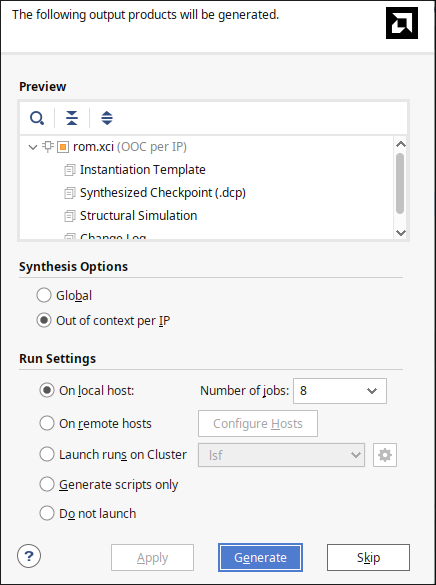 The following output products will be generated.
Preview
rom.xci (OOC per IP)
Instantiation Template
Synthesized Checkpoint (.dcp)
Structural Simulation
Change Log
Synthesis Options
Global
Out of context per IP
Run Settings
On local host: Number of jobs: 8
On remote hosts Configure Hosts
Launch runs on Cluster lsf
Generate scripts only
Do not launch
? Apply Generate Skip